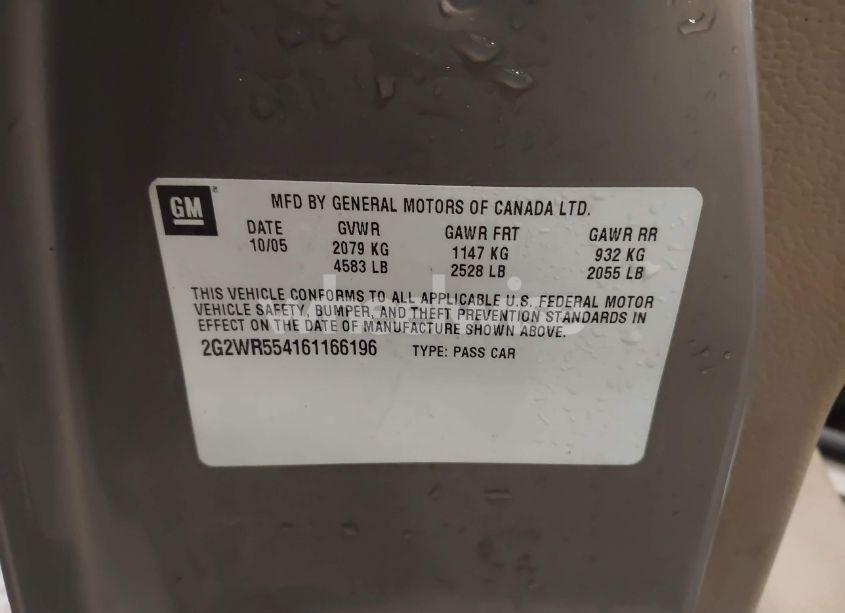 GM
MFD BY GENERAL MOTORS OF CANADA LTD.
DATE GVWR GAWR FRT GAWR RR
10/05 2079 KG 1147 KG 932 KG
4583 LB 2528 LB 2055 LB
THIS VEHICLE CONFORMS TO ALL APPLICABLE U.S. FEDERAL MOTOR
VEHICLE SAFETY, BUMPER, AND THEFT PREVENTION STANDARDS IN
EFFECT ON THE DATE OF MANUFACTURE SHOWN ABOVE.
2G2WR554161166196 TYPE: PASS CAR